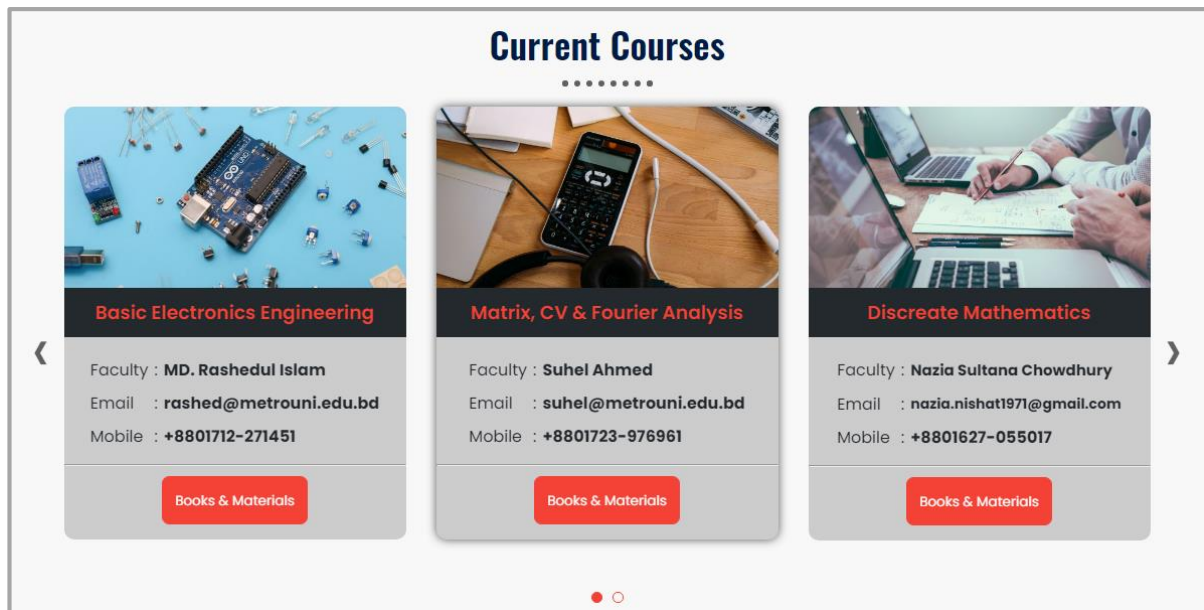 Current Courses
UNO
ARDUINO
Basic Electronics Engineering
Faculty : MD. Rashedul Islam
Email : rashed@metrouni.edu.bd
Mobile : +8801712-271451
Books & Materials
Matrix, CV & Fourier Analysis
Faculty : Suhel Ahmed
Email : suhel@metrouni.edu.bd
Mobile : +8801723-976961
Books & Materials
Discreate Mathematics
Faculty : Nazia Sultana Chowdhury
Email : nazia.nishat1971@gmail.com
Mobile : +8801627-055017
Books & Materials